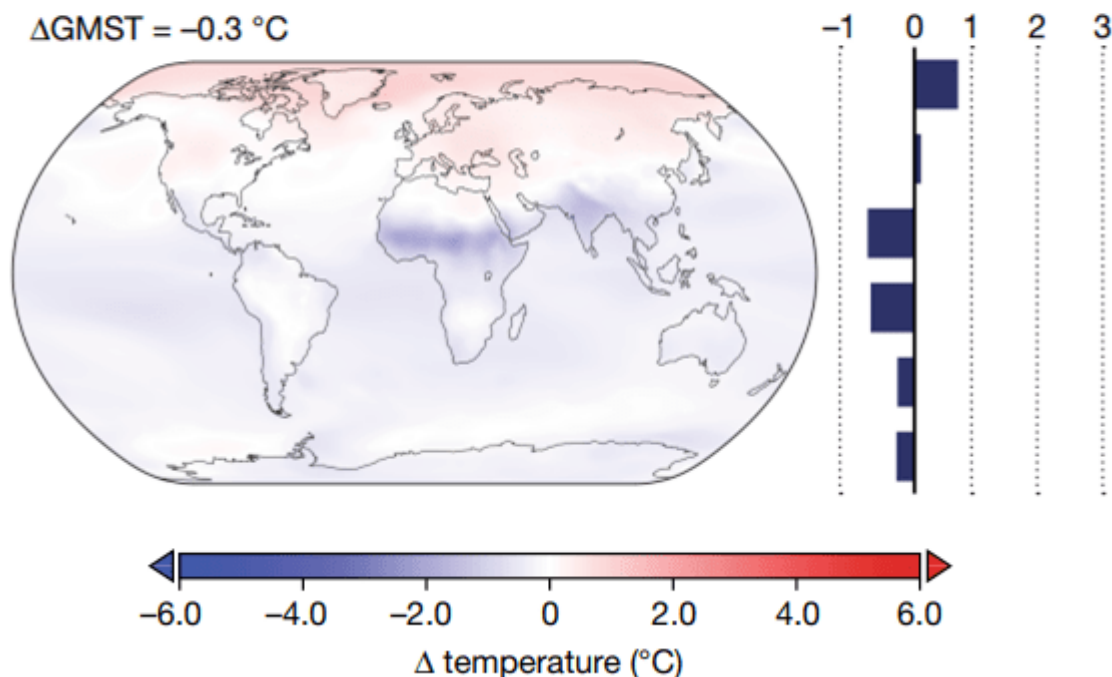 ΔGMST = –0.3 °C
–1 0 1 2 3
–6.0 –4.0 –2.0 0 2.0 4.0 6.0
Δ temperature (°C)